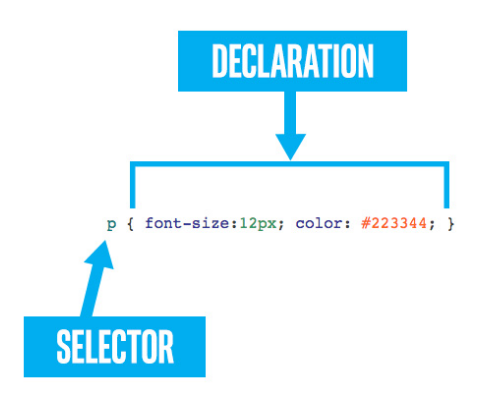 DECLARATION
p { font-size:12px; color: #223344; }
SELECTOR